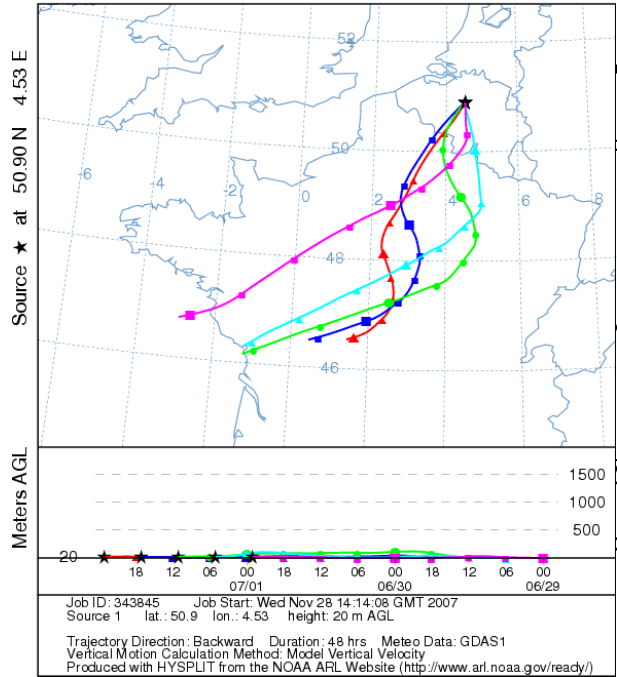 Source ★ at 50.90 N 4.53 E
52
50
-6
-4
-2
0
2
4
6
8
48
46
Meters AGL
1500
1000
500
20
18 12 06 00 18 12 06 00 18 12 06 00
07/01 06/30 06/29
Job ID: 343845 Job Start: Wed Nov 28 14:14:08 GMT 2007
Source 1 lat.: 50.9 lon.: 4.53 height: 20 m AGL
Trajectory Direction: Backward Duration: 48 hrs Meteo Data: GDAS1
Vertical Motion Calculation Method: Model Vertical Velocity
Produced with HYSPLIT from the NOAA ARL Website (http://www.arl.noaa.gov/ready/)